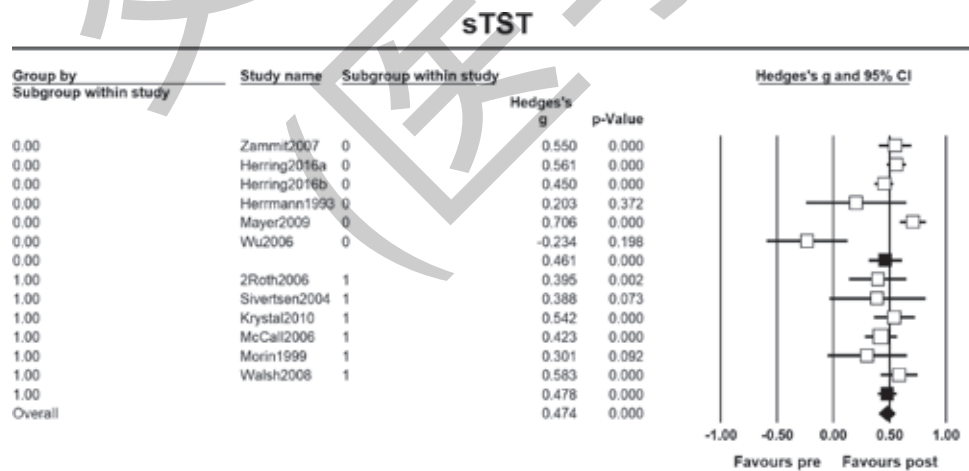 sTST
Group by Study name Subgroup within study Hedges's g and 95% CI
Subgroup within study
Hedges's
g p-Value
0.00 Zammit2007 0 0.550 0.000
0.00 Herring2016a 0 0.561 0.000
0.00 Herring2016b 0 0.450 0.000
0.00 Herrmann1993 0 0.203 0.372
0.00 Mayer2009 0 0.706 0.000
0.00 Wu2006 0 -0.234 0.198
0.00 0.461 0.000
1.00 2Roth2006 1 0.395 0.002
1.00 Sivertsen2004 1 0.388 0.073
1.00 Krystal2010 1 0.542 0.000
1.00 McCall2006 1 0.423 0.000
1.00 Morin1999 1 0.301 0.092
1.00 Walsh2008 1 0.583 0.000
1.00 0.478 0.000
Overall 0.474 0.000
-1.00 -0.50 0.00 0.50 1.00
Favours pre Favours post